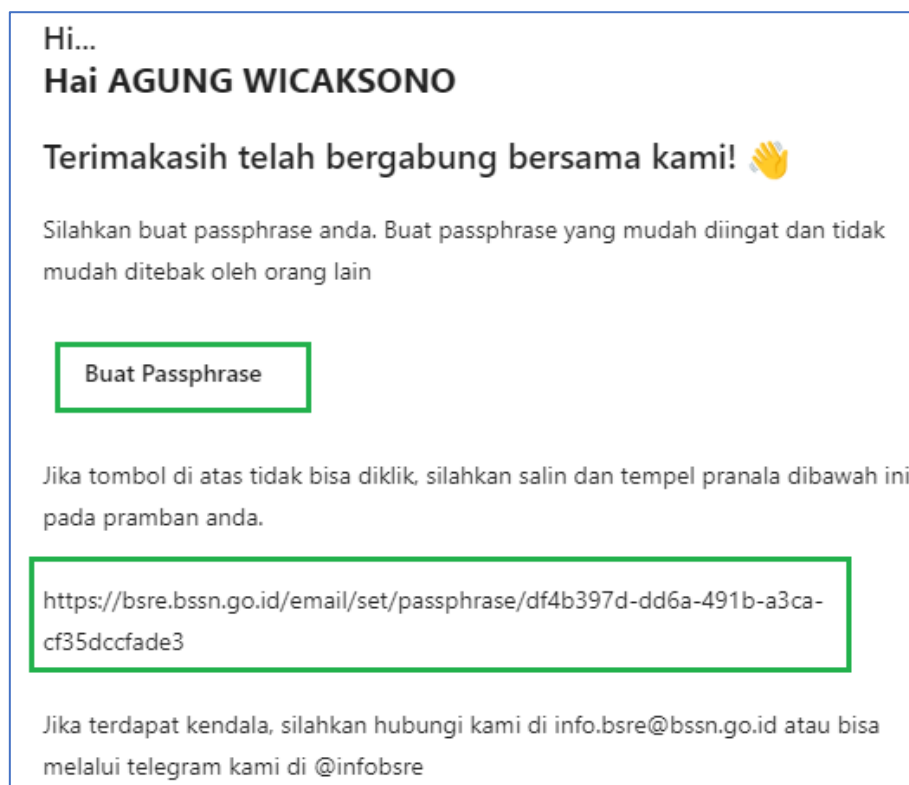 Hi...
Hai AGUNG WICAKSONO
Terimakasih telah bergabung bersama kami! 👋
Silahkan buat passphrase anda. Buat passphrase yang mudah diingat dan tidak
mudah ditebak oleh orang lain
Buat Passphrase
Jika tombol di atas tidak bisa diklik, silahkan salin dan tempel pranala dibawah ini
pada pramban anda.
https://bsre.bssn.go.id/email/set/passphrase/df4b397d-dd6a-491b-a3ca-
cf35dccfade3
Jika terdapat kendala, silahkan hubungi kami di info.bsre@bssn.go.id atau bisa
melalui telegram kami di @infobsre